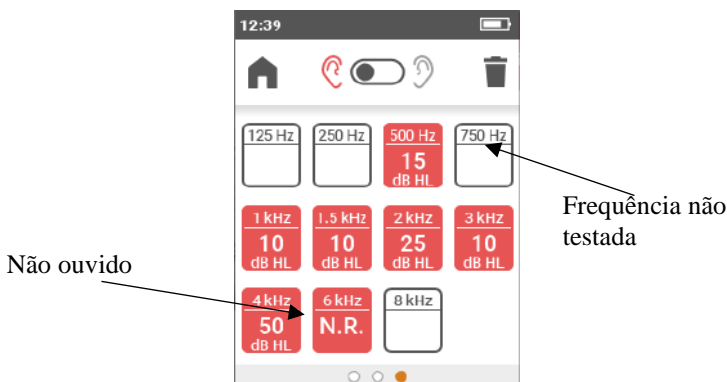 12:39
125 Hz 250 Hz 500 Hz 750 Hz
15
dB HL
Frequência não
testada
1 kHz 1.5 kHz 2 kHz 3 kHz
10 10 25 10
dB HL dB HL dB HL dB HL
Não ouvido
4 kHz 6 kHz 8 kHz
50 N.R.
dB HL